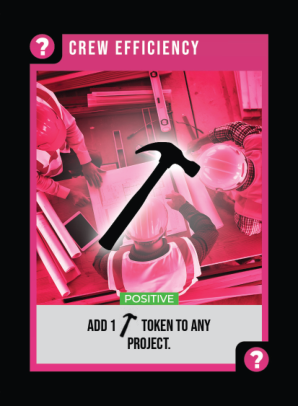 ?
CREW EFFICIENCY
POSITIVE
ADD 1 TOKEN TO ANY
PROJECT.
?